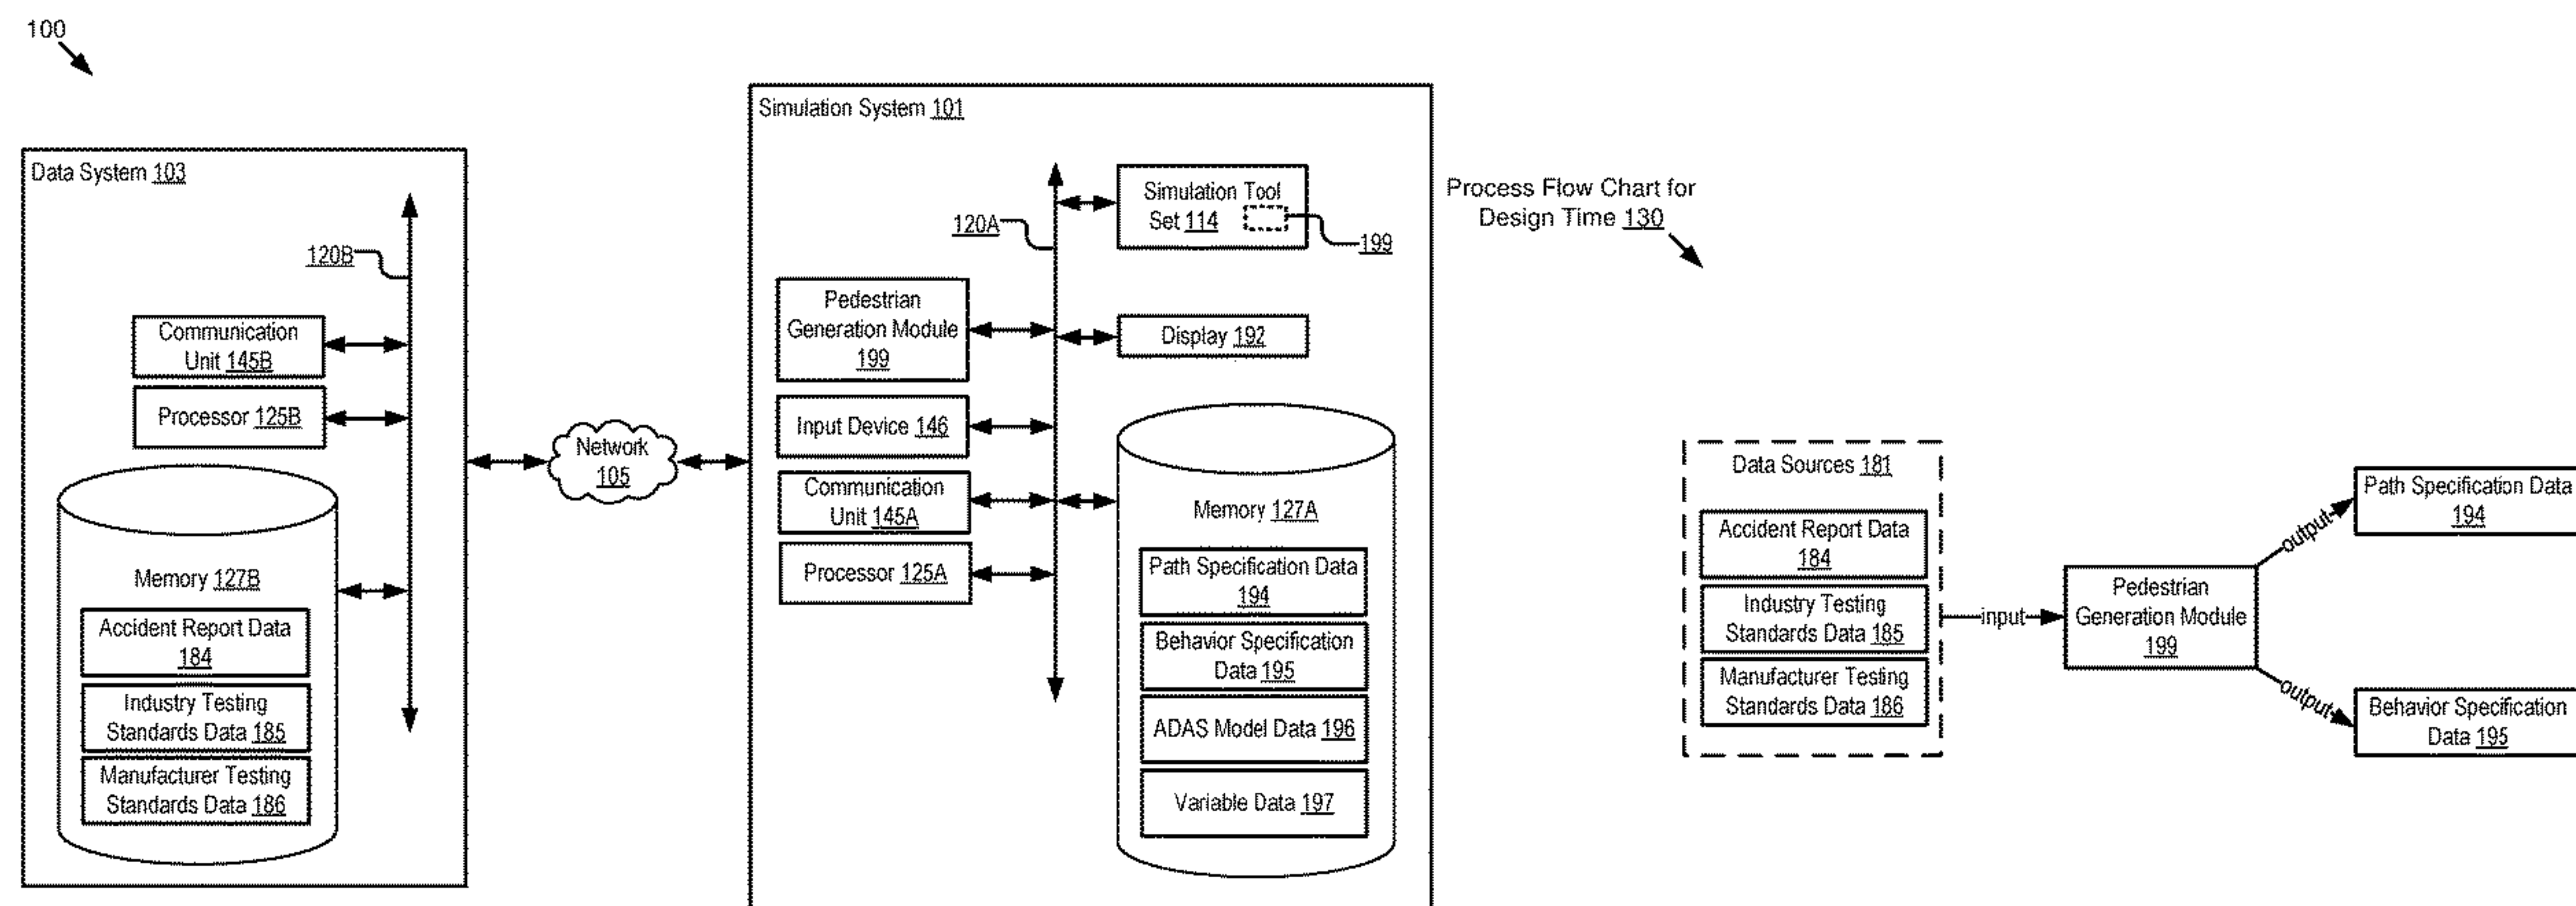 100
Data System 103
120B
Communication
Unit 145B
Processor 125B
Memory 127B
Accident Report Data
184
Industry Testing
Standards Data 185
Manufacturer Testing
Standards Data 186
Network
105
Simulation System 101
120A
Simulation Tool
Set 114
199
Pedestrian
Generation Module
199
Display 192
Input Device 146
Communication
Unit 145A
Processor 125A
Memory 127A
Path Specification Data
194
Behavior Specification
Data 195
ADAS Model Data 196
Variable Data 197
Process Flow Chart for
Design Time 130
Data Sources 181
Accident Report Data
184
Industry Testing
Standards Data 185
Manufacturer Testing
Standards Data 186
input
Pedestrian
Generation Module
199
output
Path Specification Data
194
output
Behavior Specification
Data 195